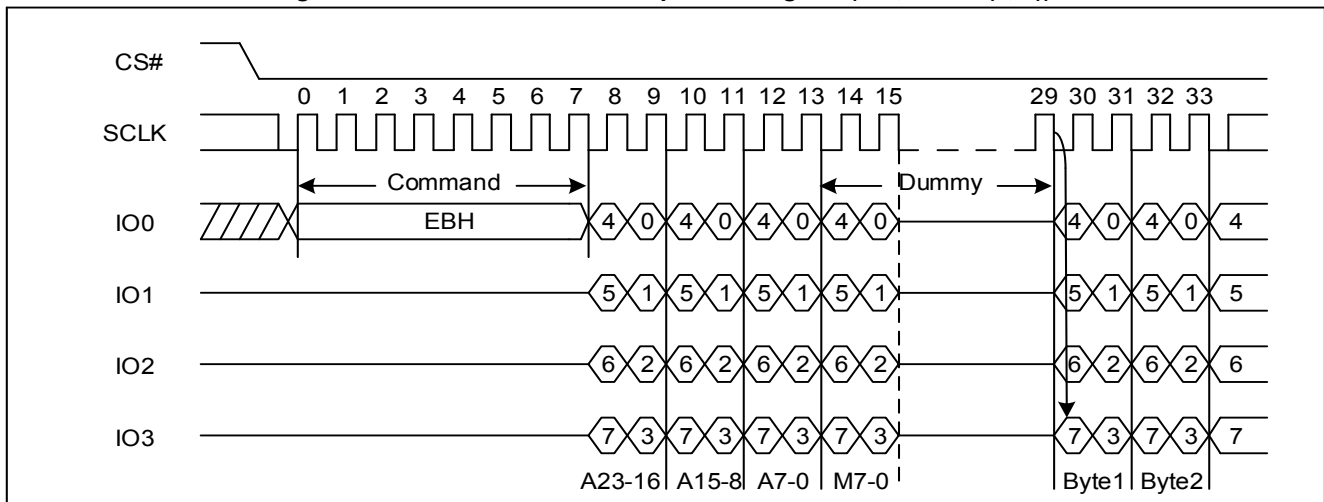 CS#
0 1 2 3 4 5 6 7 8 9 10 11 12 13 14 15 29 30 31 32 33
SCLK
Command Dummy
IO0 EBH 4 0 4 0 4 0 4 0 4 0 4 0 4
IO1 5 1 5 1 5 1 5 1 5 1 5 1 5
IO2 6 2 6 2 6 2 6 2 6 2 6 2 6
IO3 7 3 7 3 7 3 7 3 7 3 7 3 7
A23-16 A15-8 A7-0 M7-0 Byte1 Byte2